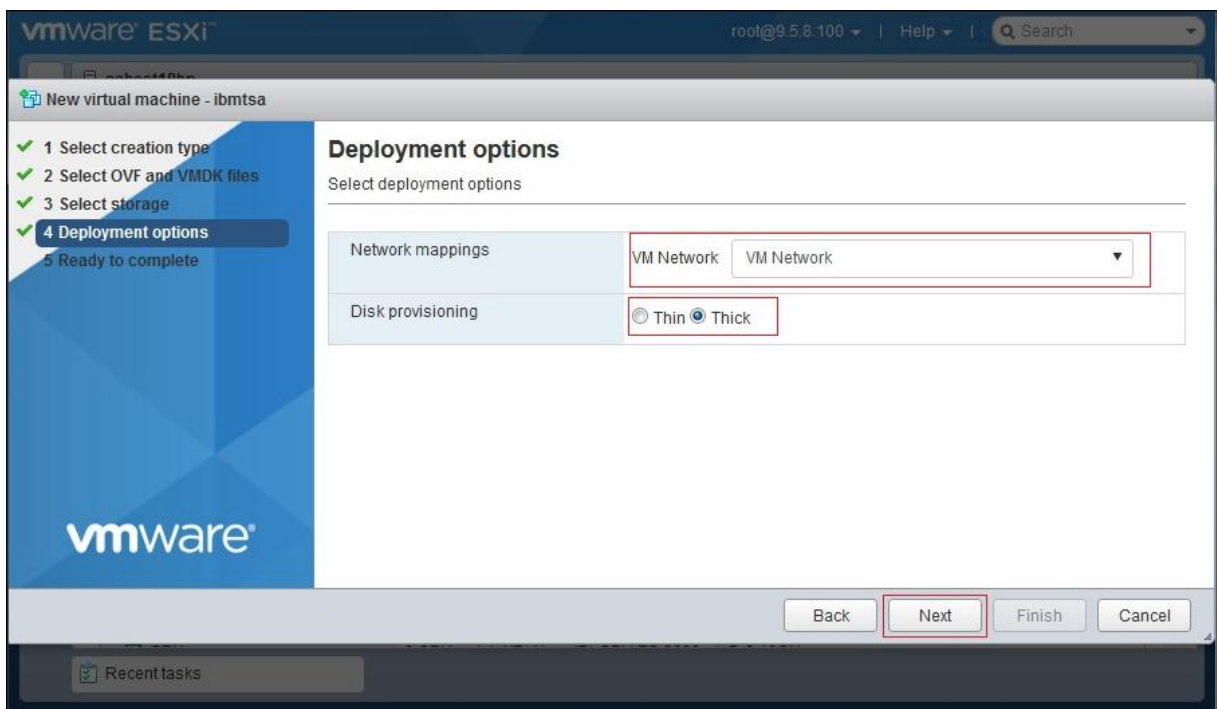 vmware ESXi™
root@9.5.8.100 | Help | Search
New virtual machine - ibmtsa
1 Select creation type
2 Select OVF and VMDK files
3 Select storage
4 Deployment options
5 Ready to complete
vmware®
Deployment options
Select deployment options
Network mappings
VM Network VM Network
Disk provisioning
Thin Thick
Back Next Finish Cancel
Recent tasks